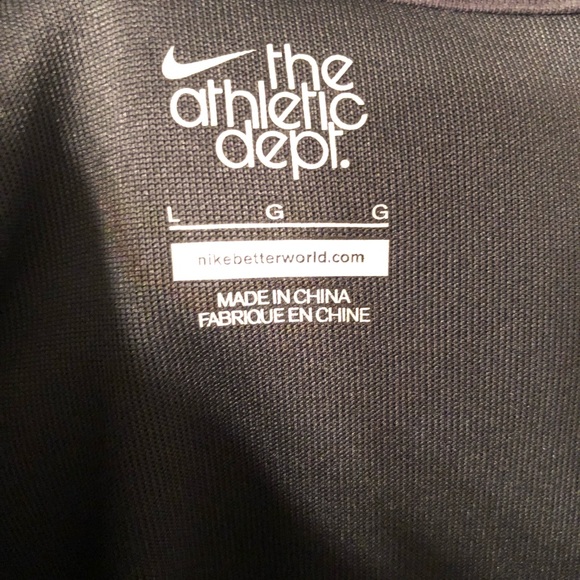 the
athletic
dept.
L G G
nikebetterworld.com
MADE IN CHINA
FABRIQUE EN CHINE